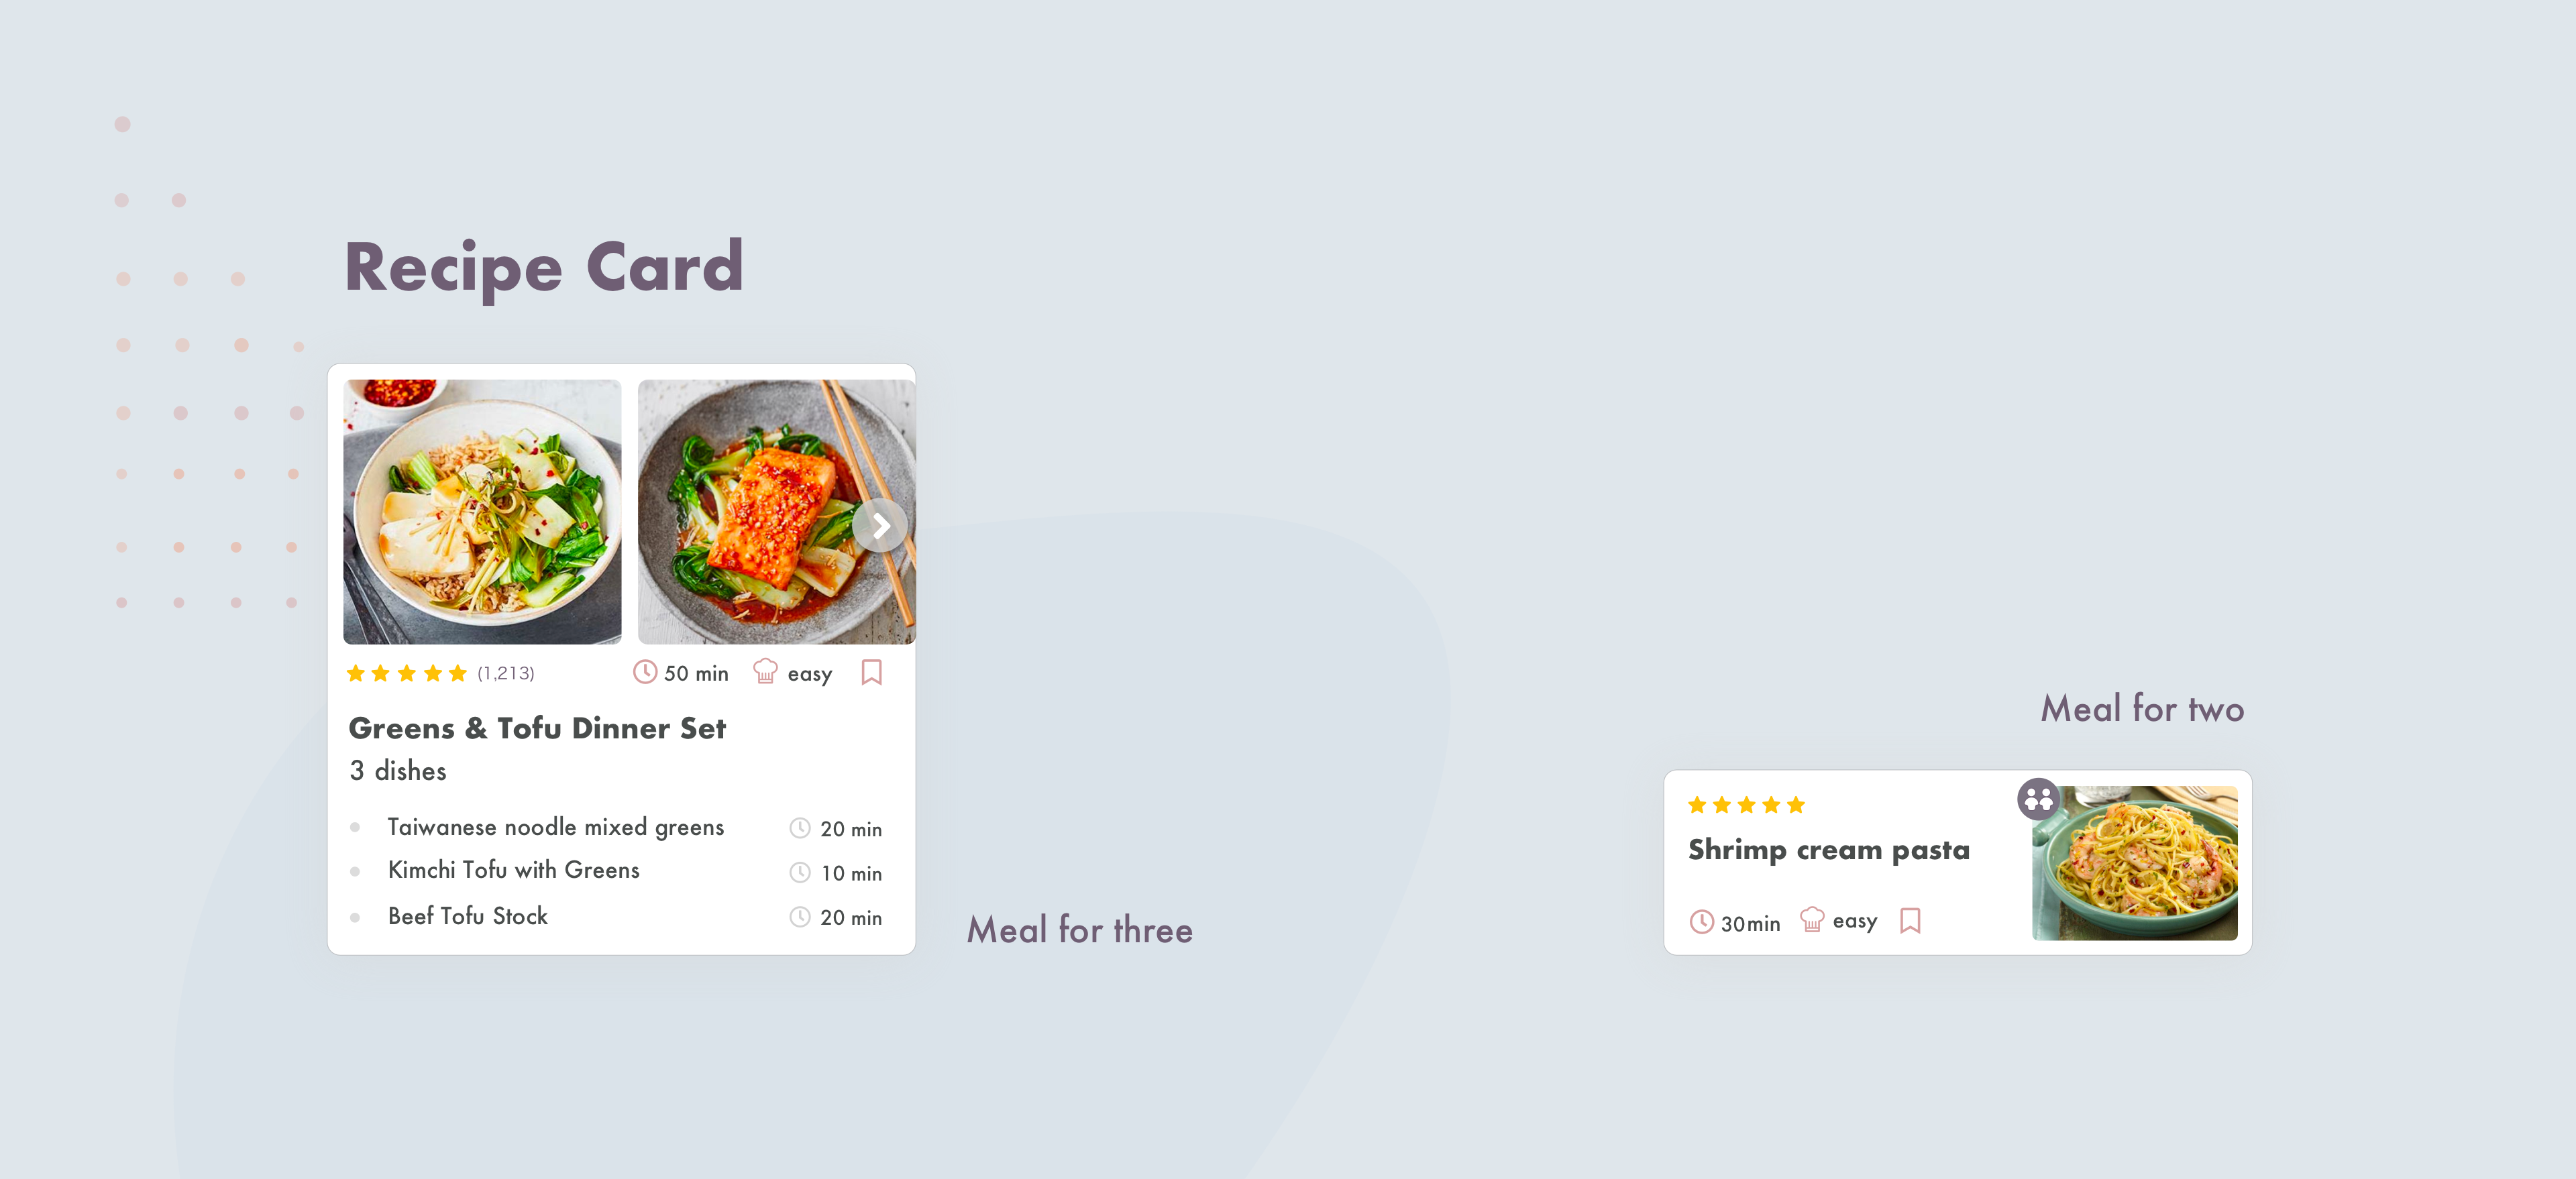 Recipe Card
(1,213)
50 min
easy
Greens & Tofu Dinner Set
3 dishes
Taiwanese noodle mixed greens
20 min
Kimchi Tofu with Greens
10 min
Beef Tofu Stock
20 min
Meal for three
Meal for two
Shrimp cream pasta
30min
easy